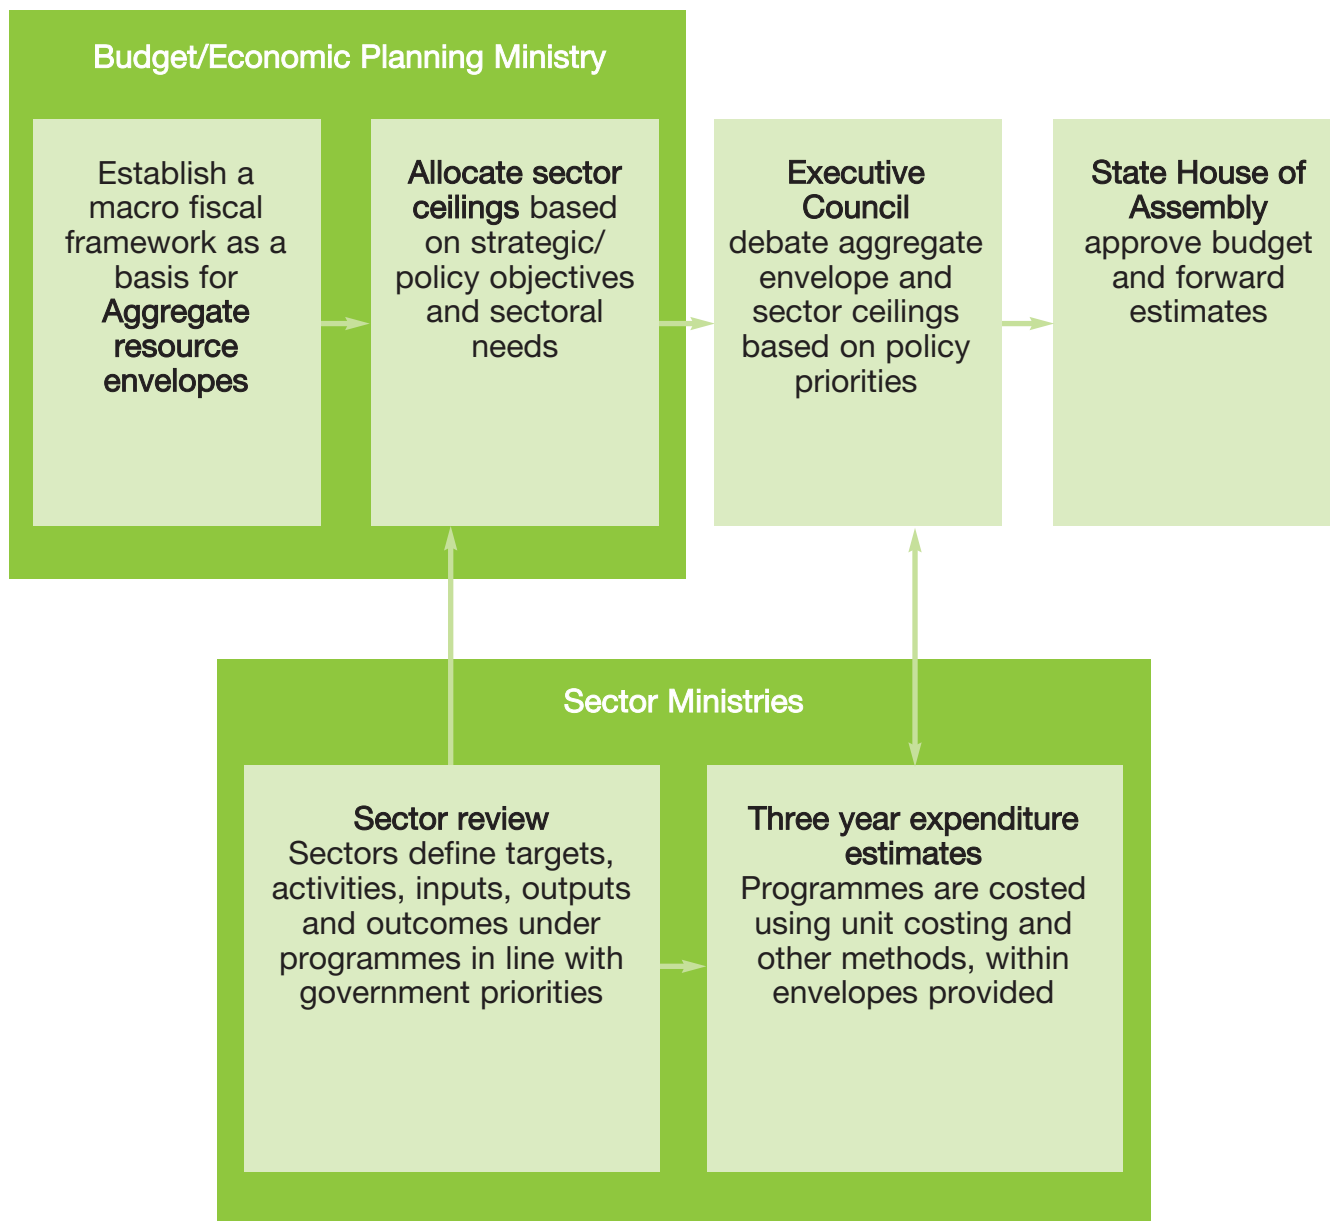 Budget/Economic Planning Ministry
Establish a
macro fiscal
framework as a
basis for
Aggregate
resource
envelopes
Allocate sector
ceilings based
on strategic/
policy objectives
and sectoral
needs
Executive
Council
debate aggregate
envelope and
sector ceilings
based on policy
priorities
State House of
Assembly
approve budget
and forward
estimates
Sector Ministries
Sector review
Sectors define targets,
activities, inputs, outputs
and outcomes under
programmes in line with
government priorities
Three year expenditure
estimates
Programmes are costed
using unit costing and
other methods, within
envelopes provided